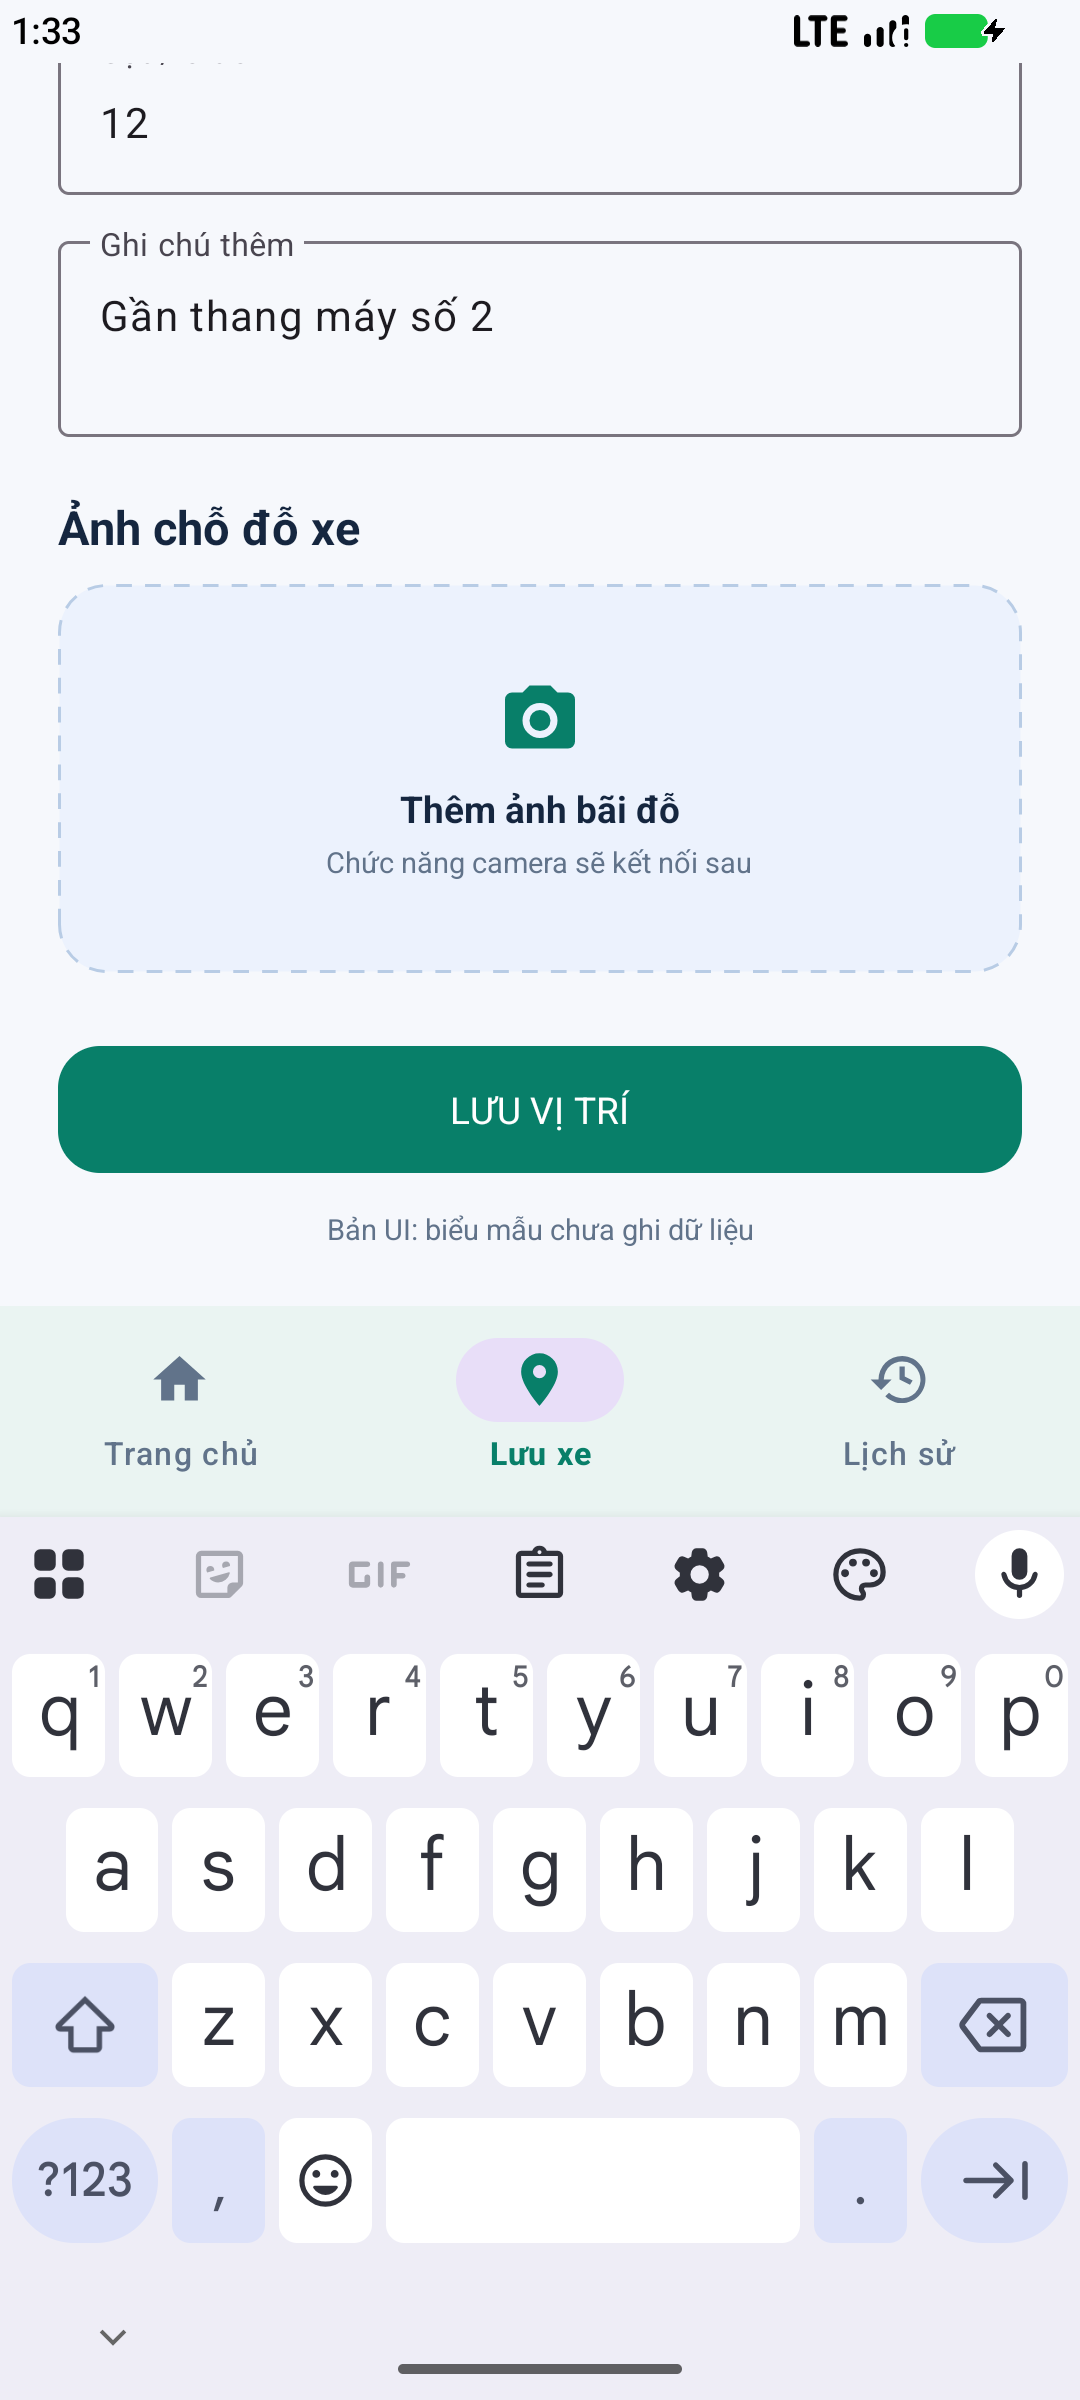 1:33
LTE
12
Ghi chú thêm
Gần thang máy số 2
Ảnh chỗ đỗ xe
Thêm ảnh bãi đỗ
Chức năng camera sẽ kết nối sau
LƯU VỊ TRÍ
Bản UI: biểu mẫu chưa ghi dữ liệu
Trang chủ
Lưu xe
Lịch sử
GIF
1 2 3 4 5 6 7 8 9 0
q w e r t y u i o p
a s d f g h j k l
z x c v b n m
?123 , .